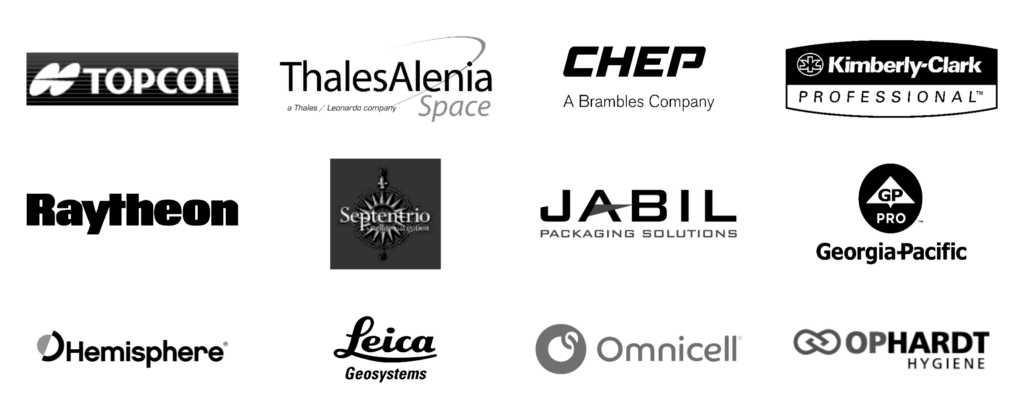 TOPCON
ThalesAlenia
a Thales / Leonardo company
Space
CHEP
A Brambles Company
Kimberly-Clark
PROFESSIONAL™
Raytheon
Septentrio
JABIL
PACKAGING SOLUTIONS
GP
PRO
™
Georgia-Pacific
Hemisphere®
Leica
Geosystems
Omnicell®
OPHARDT
HYGIENE